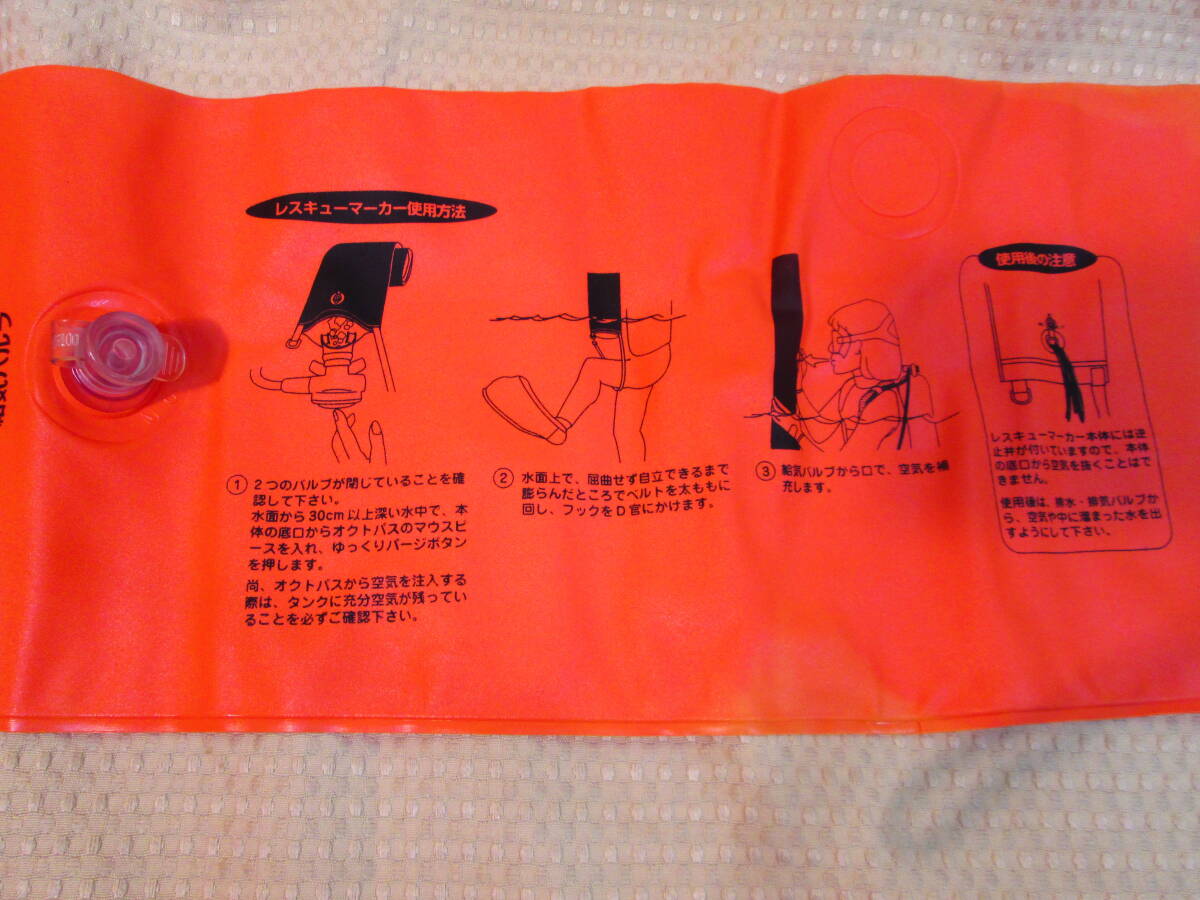 レスキューマーカー使用方法
給気バルブ
① 2つのバルブが閉じていることを確
認して下さい。
水面から30cm以上深い水中で、本
体の底口からオクトパスのマウスピ
ースを入れ、ゆっくりパージボタン
を押します。
尚、オクトパスから空気を注入する
際は、タンクに充分空気が残ってい
ることを必ずご確認下さい。
② 水面上で、屈曲せず自立できるまで
膨らんだところでベルトを太ももに
回し、フックをD官にかけます。
③ 給気バルブから口で、空気を補
充します。
使用後の注意
レスキューマーカー本体には逆
止弁が付いていますので、本体
の底口から空気を抜くことはで
きません。
使用後は、排水・排気バルブか
ら、空気や中に溜まった水を出
すようにして下さい。